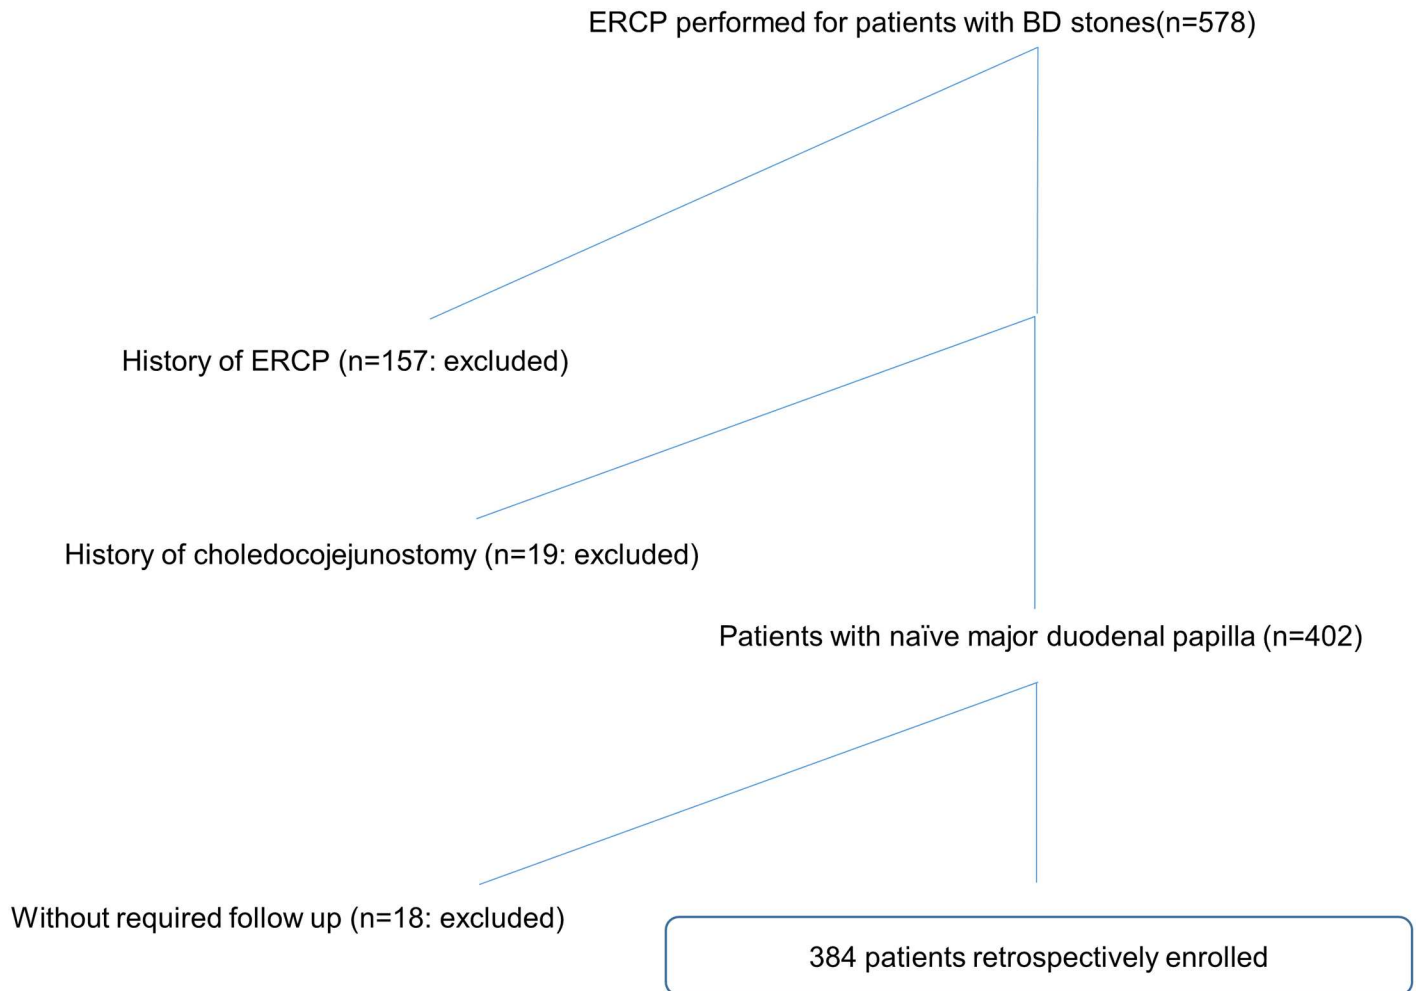 ERCP performed for patients with BD stones(n=578)
History of ERCP (n=157: excluded)
History of choledocojejunostomy (n=19: excluded)
Patients with naïve major duodenal papilla (n=402)
Without required follow up (n=18: excluded)
384 patients retrospectively enrolled